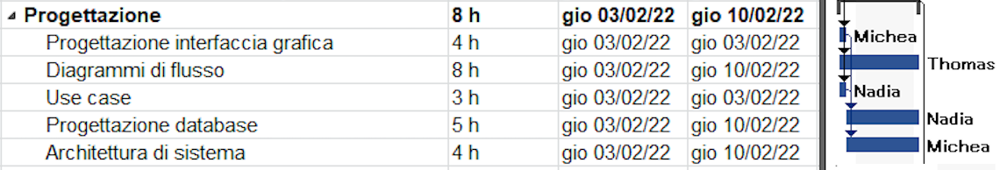 Progettazione 8 h gio 03/02/22 gio 10/02/22
Progettazione interfaccia grafica 4 h gio 03/02/22 gio 03/02/22 Michea
Diagrammi di flusso 8 h gio 03/02/22 gio 10/02/22 Thomas
Use case 3 h gio 03/02/22 gio 03/02/22 Nadia
Progettazione database 5 h gio 03/02/22 gio 10/02/22 Nadia
Architettura di sistema 4 h gio 03/02/22 gio 10/02/22 Michea